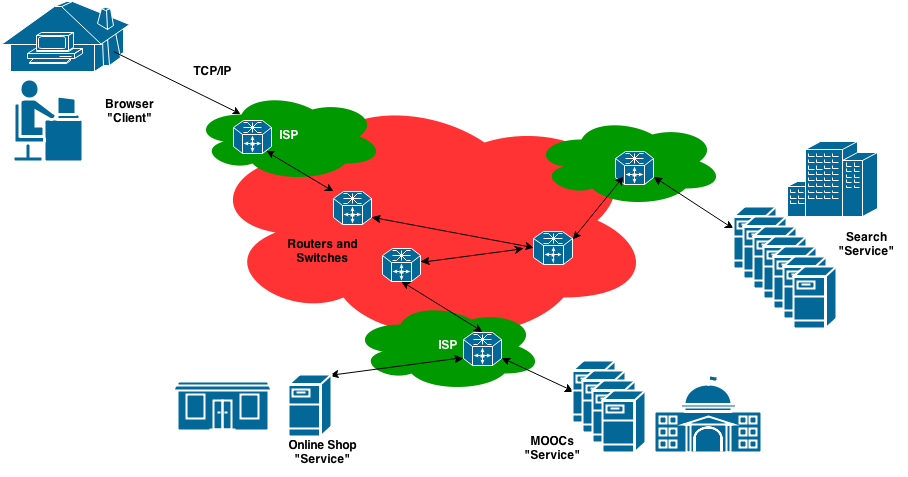 TCP/IP
Browser
"Client"
ISP
Routers and
Switches
Search
"Service"
ISP
Online Shop
"Service"
MOOCs
"Service"